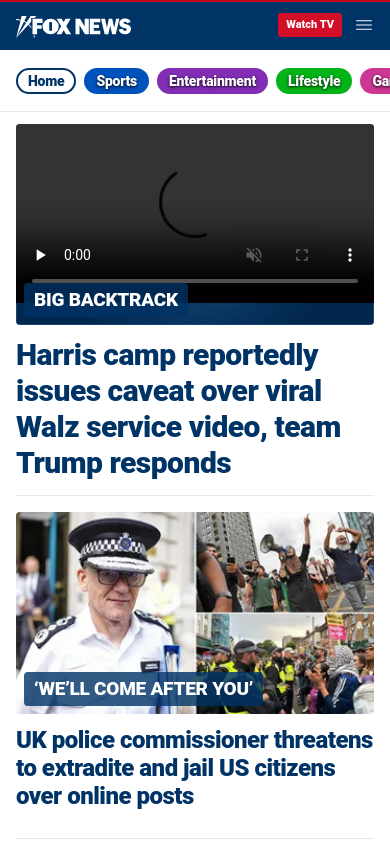 FOX NEWS
Watch TV
Home
Sports
Entertainment
Lifestyle
Ga
0:00
BIG BACKTRACK
Harris camp reportedly
issues caveat over viral
Walz service video, team
Trump responds
‘WE’LL COME AFTER YOU’
UK police commissioner threatens
to extradite and jail US citizens
over online posts